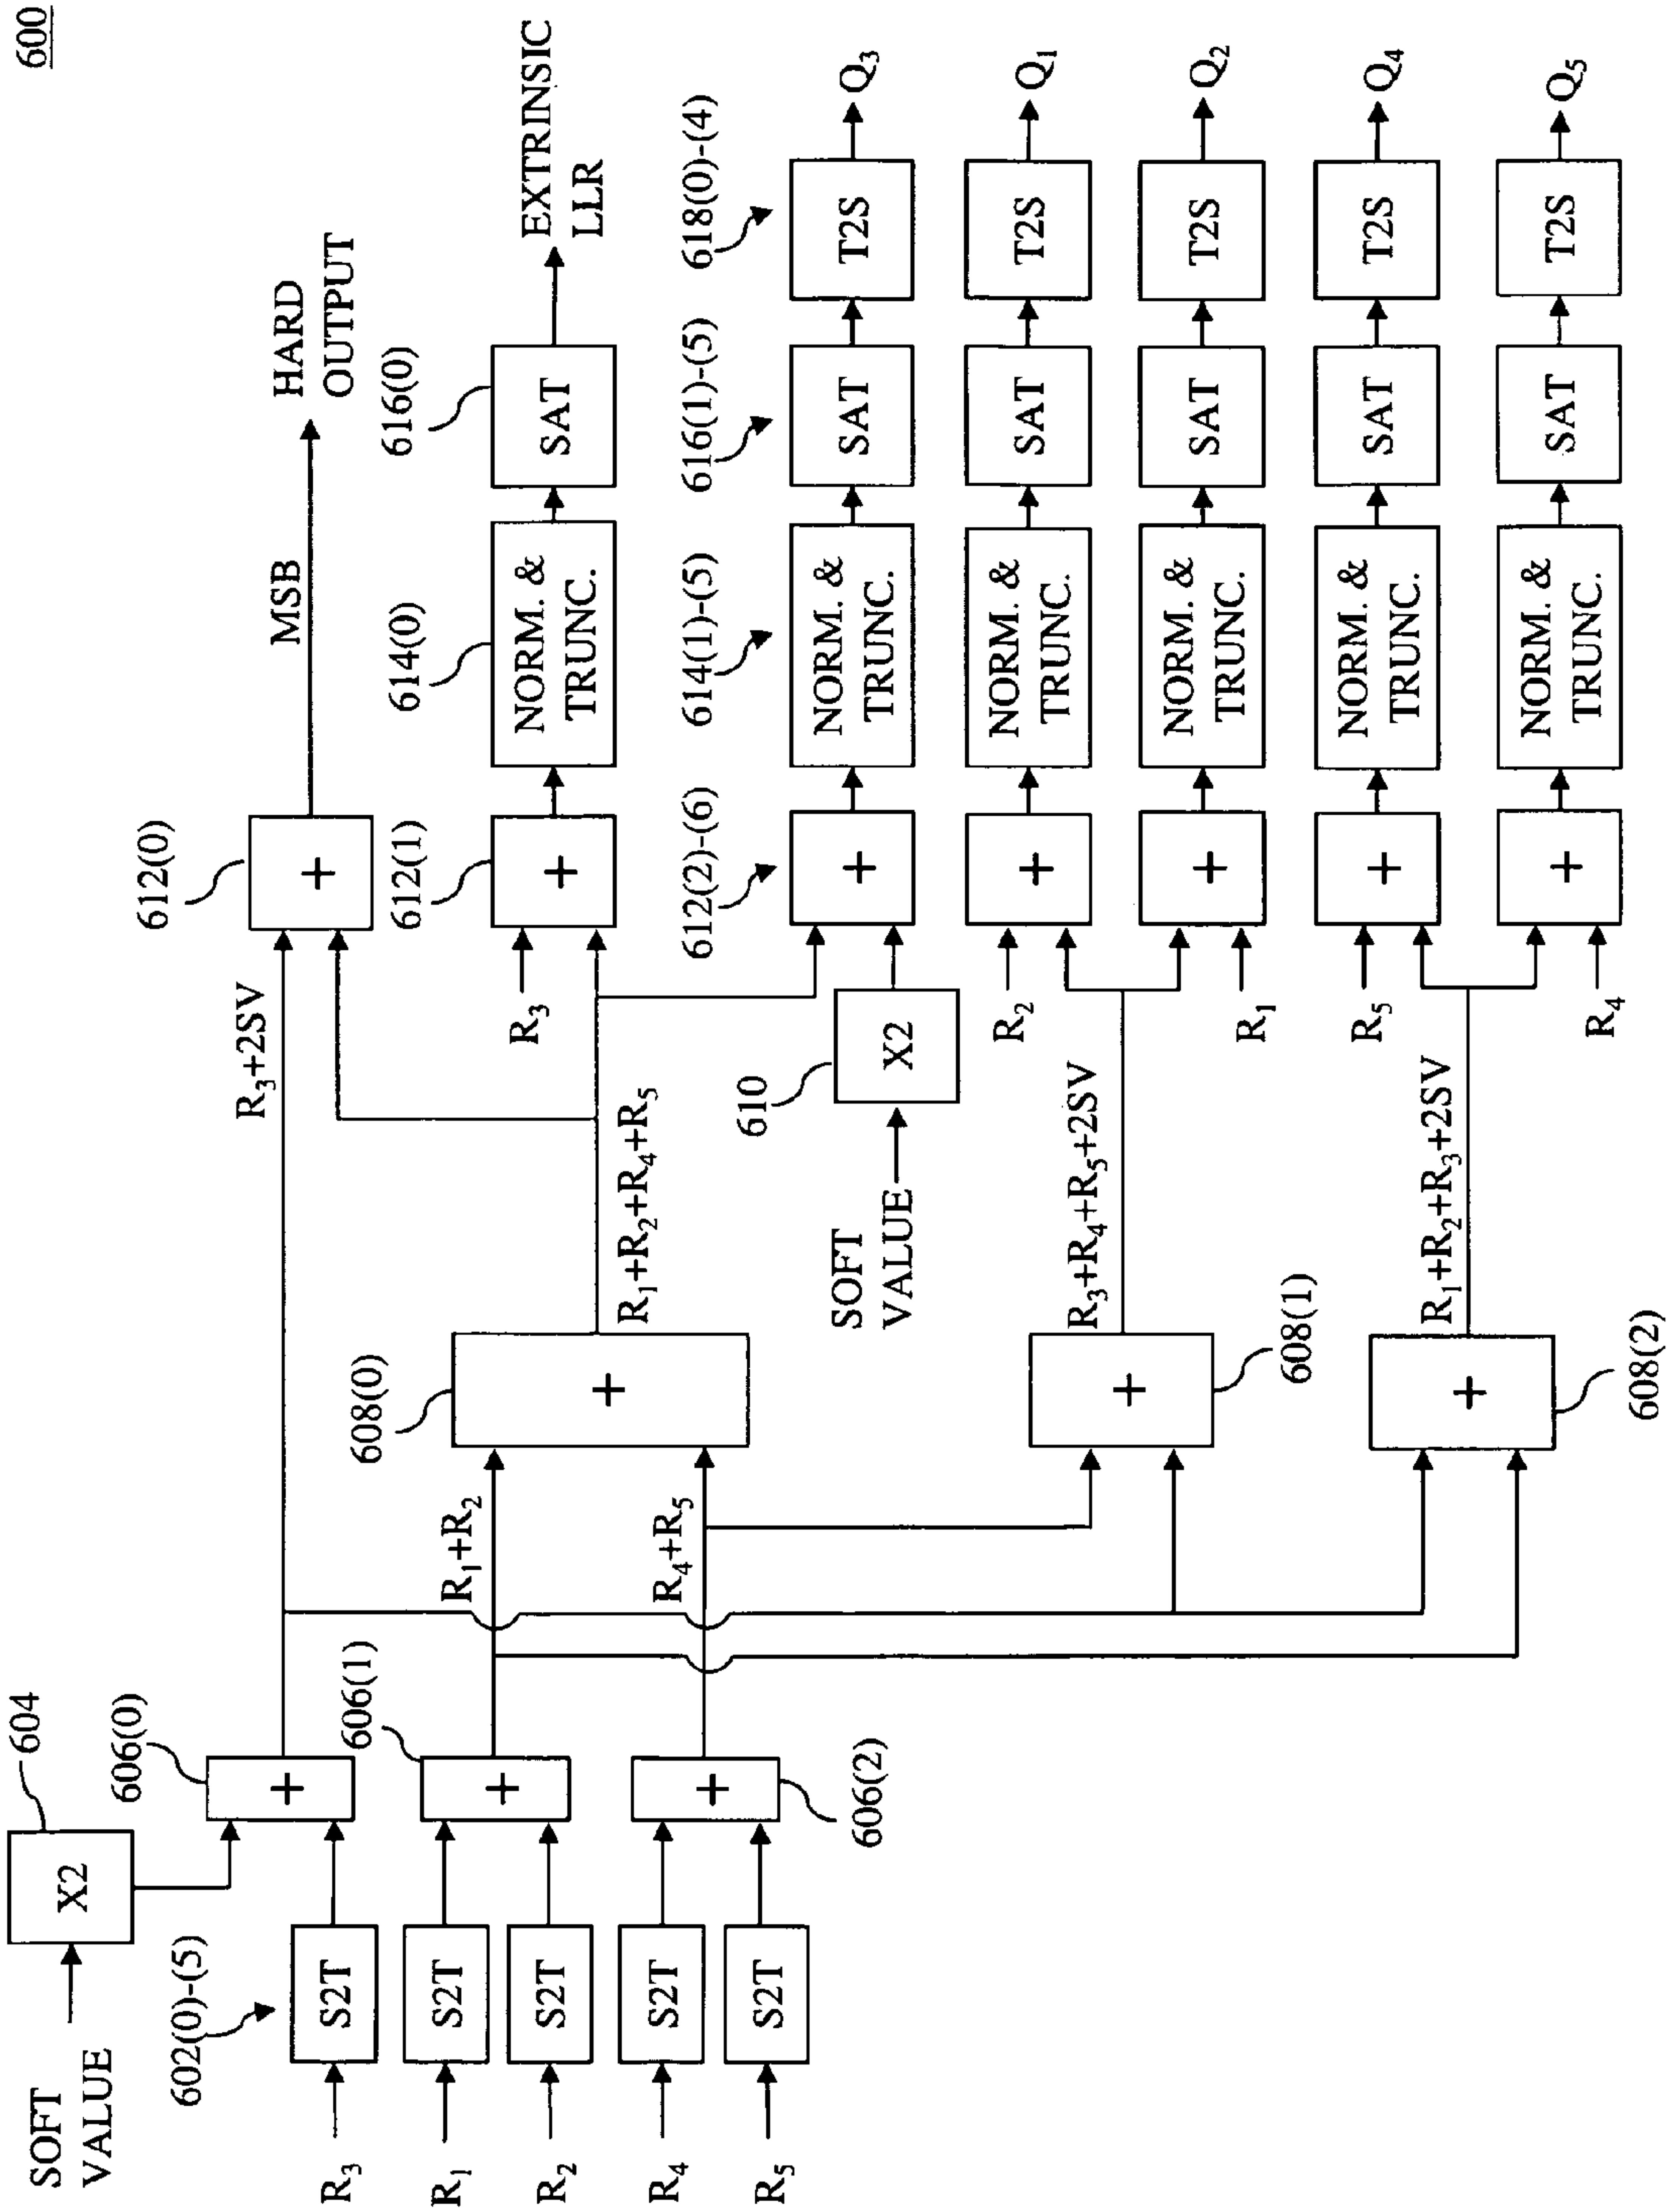 600
SOFT
VALUE
X2
604
602(0)-(5)
R₃
R₁
R₂
R₄
R₅
S2T
S2T
S2T
S2T
S2T
606(0)
606(1)
606(2)
+
+
+
R₃+2SV
R₁+R₂
R₄+R₅
608(0)
608(1)
608(2)
+
+
+
R₁+R₂+R₄+R₅
R₃+R₄+R₅+2SV
R₁+R₂+R₃+2SV
SOFT
VALUE
X2
610
612(0)
+
MSB
HARD
OUTPUT
612(1)
R₃
+
614(0)
NORM. &
TRUNC.
616(0)
SAT
EXTRINSIC
LLR
612(2)-(6)
614(1)-(5)
616(1)-(5)
618(0)-(4)
+
NORM. &
TRUNC.
SAT
T2S
Q₃
R₂
+
NORM. &
TRUNC.
SAT
T2S
Q₁
R₁
+
NORM. &
TRUNC.
SAT
T2S
Q₂
R₅
+
NORM. &
TRUNC.
SAT
T2S
Q₄
R₄
+
NORM. &
TRUNC.
SAT
T2S
Q₅